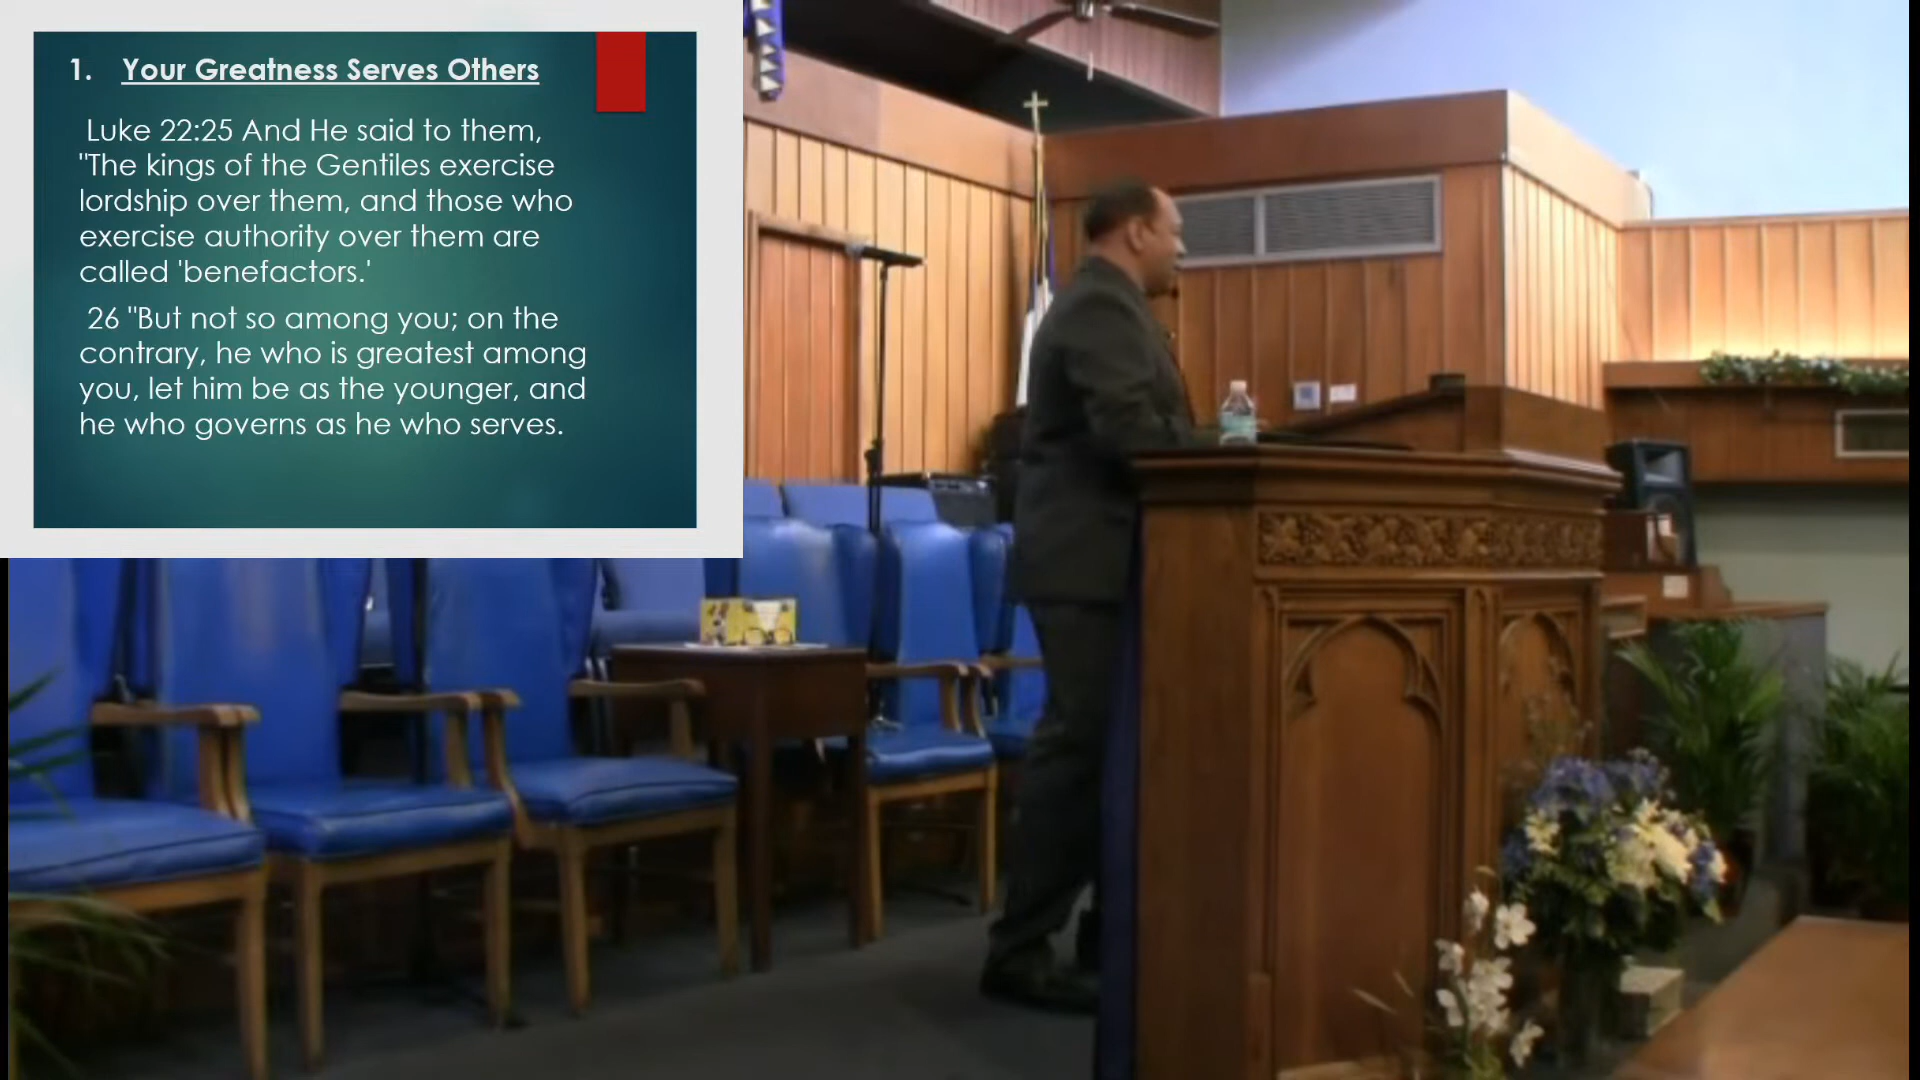 1. Your Greatness Serves Others
Luke 22:25 And He said to them,
"The kings of the Gentiles exercise
lordship over them, and those who
exercise authority over them are
called 'benefactors.'
26 "But not so among you; on the
contrary, he who is greatest among
you, let him be as the younger, and
he who governs as he who serves.